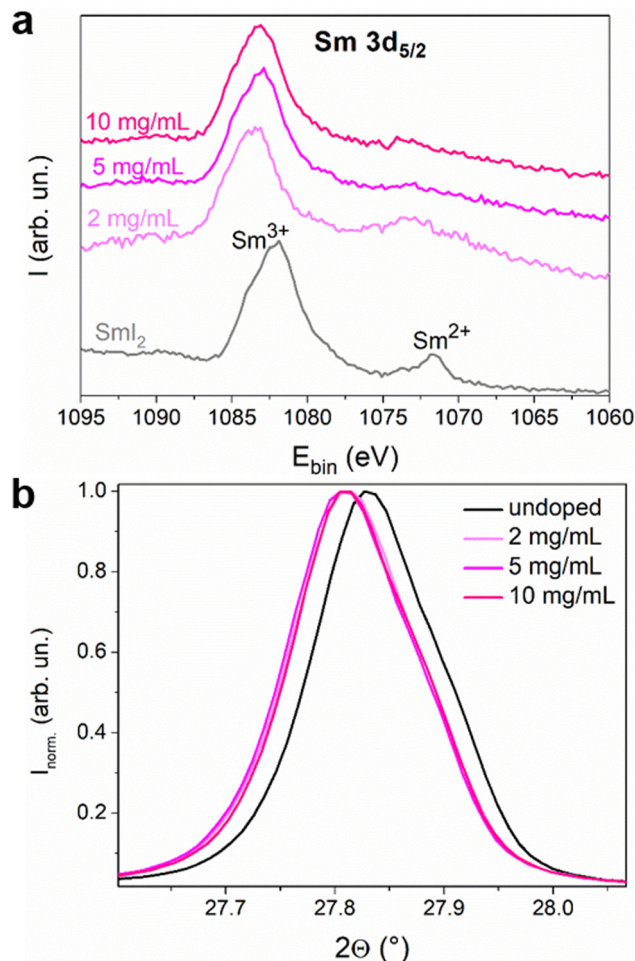 a
Sm 3d5/2
10 mg/mL
5 mg/mL
2 mg/mL
Sm3+
SmI2
Sm2+
I (arb. un.)
1095 1090 1085 1080 1075 1070 1065 1060
Ebin (eV)
b
1.0
0.8
0.6
0.4
0.2
undoped
2 mg/mL
5 mg/mL
10 mg/mL
Inorm. (arb. un.)
27.7 27.8 27.9 28.0
2Θ (°)